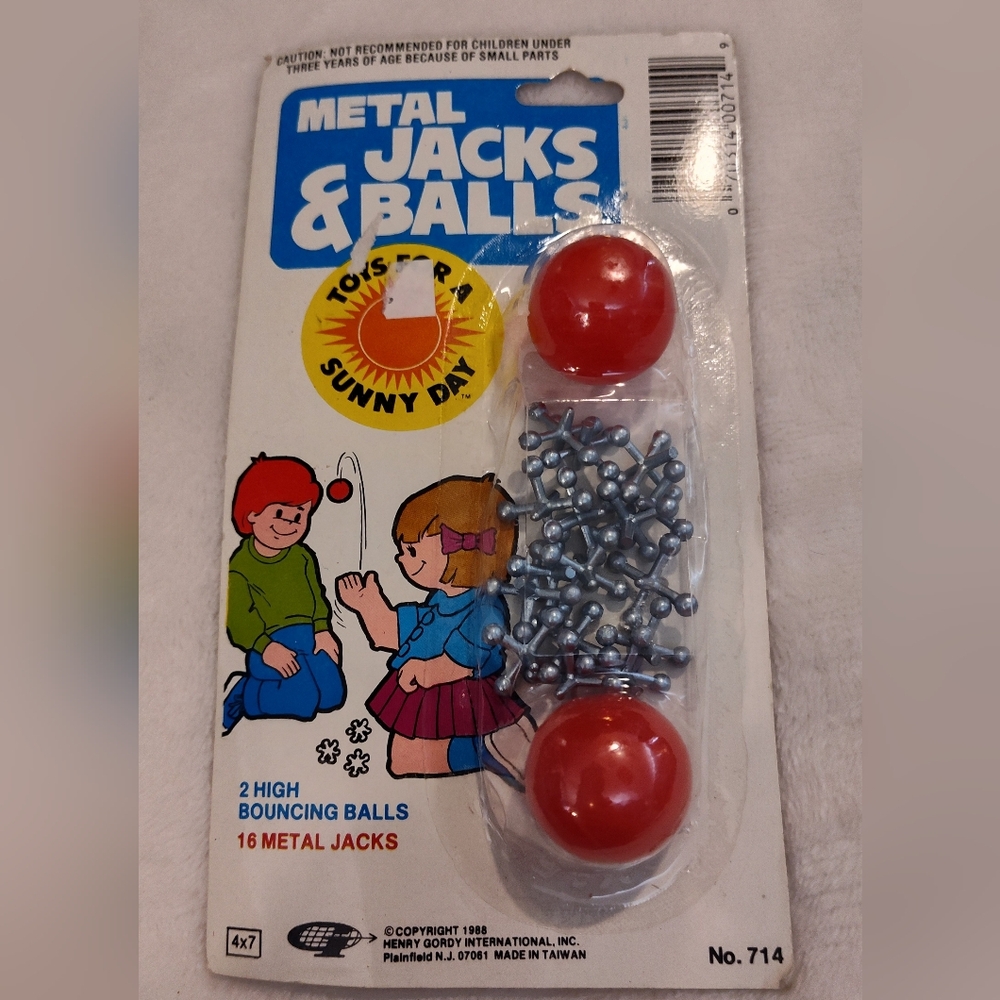 CAUTION: NOT RECOMMENDED FOR CHILDREN UNDER
THREE YEARS OF AGE BECAUSE OF SMALL PARTS
METAL
JACKS
& BALLS
TOYS FOR A
SUNNY DAY™
2 HIGH
BOUNCING BALLS
16 METAL JACKS
4x7
© COPYRIGHT 1988
HENRY GORDY INTERNATIONAL, INC.
Plainfield N.J. 07061 MADE IN TAIWAN
No. 714